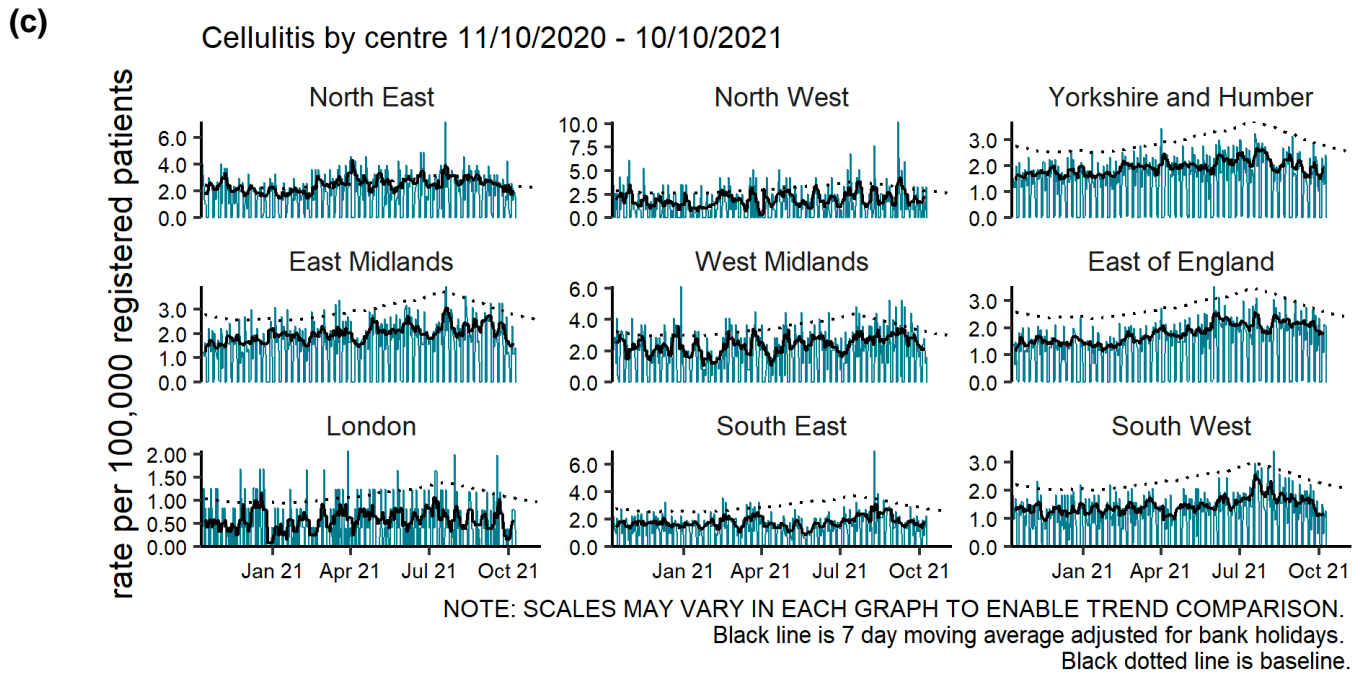 (c)
Cellulitis by centre 11/10/2020 - 10/10/2021
rate per 100,000 registered patients
North East
6.0
4.0
2.0
0.0
North West
10.0
7.5
5.0
2.5
0.0
Yorkshire and Humber
3.0
2.0
1.0
0.0
East Midlands
3.0
2.0
1.0
0.0
West Midlands
6.0
4.0
2.0
0.0
East of England
3.0
2.0
1.0
0.0
London
2.00
1.50
1.00
0.50
0.00
Jan 21 Apr 21 Jul 21 Oct 21
South East
6.0
4.0
2.0
0.0
Jan 21 Apr 21 Jul 21 Oct 21
South West
3.0
2.0
1.0
0.0
Jan 21 Apr 21 Jul 21 Oct 21
NOTE: SCALES MAY VARY IN EACH GRAPH TO ENABLE TREND COMPARISON.
Black line is 7 day moving average adjusted for bank holidays.
Black dotted line is baseline.